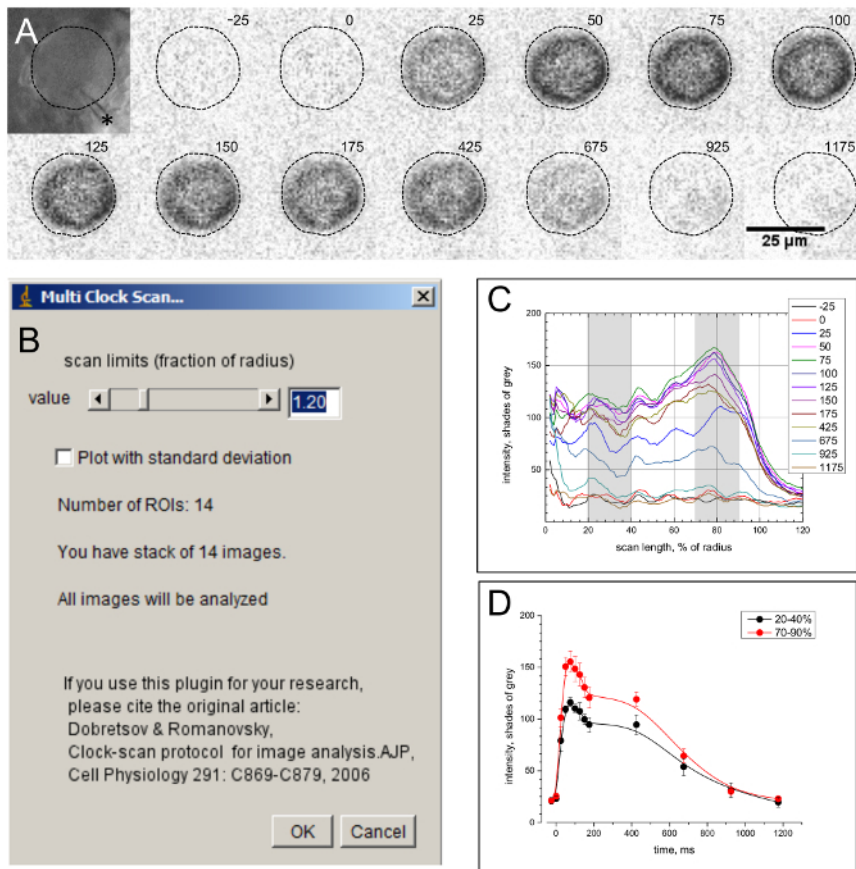 A
-25
0
25
50
75
100
*
125
150
175
425
675
925
1175
25 µm
Multi Clock Scan...
B
scan limits (fraction of radius)
value
1.20
Plot with standard deviation
Number of ROIs: 14
You have stack of 14 images.
All images will be analyzed
If you use this plugin for your research,
please cite the original article:
Dobretsov & Romanovsky,
Clock-scan protocol for image analysis.AJP,
Cell Physiology 291: C869-C879, 2006
OK Cancel
C
200
150
100
50
0 20 40 60 80 100 120
intensity, shades of grey
scan length, % of radius
-25
0
25
50
75
100
125
150
175
425
675
925
1175
D
200
150
100
50
0
0 200 400 600 800 1000 1200
intensity, shades of grey
time, ms
20-40%
70-90%